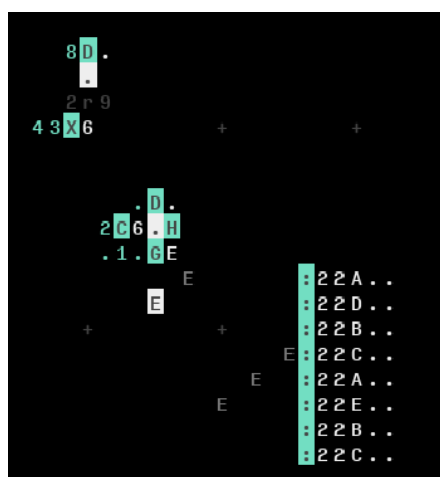 8D.
.
2r9
43X6 + +
.D.
2C6.H
.1.GE
E :22A..
E :22D..
+ + :22B..
E:22C..
E :22A..
E :22E..
:22B..
:22C..